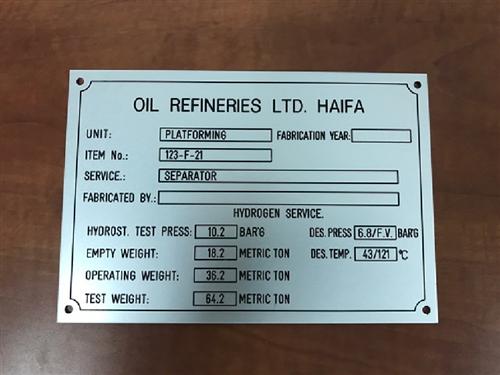 OIL REFINERIES LTD. HAIFA
UNIT: PLATFORMING FABRICATION YEAR:
ITEM No.: 123-F-21
SERVICE.: SEPARATOR
FABRICATED BY.:
HYDROGEN SERVICE.
HYDROST. TEST PRESS: 10.2 BAR'G DES. PRESS 6.8/F.V. BAR'G
EMPTY WEIGHT: 18.2 METRIC TON DES. TEMP. 43/121 °C
OPERATING WEIGHT: 36.2 METRIC TON
TEST WEIGHT: 64.2 METRIC TON